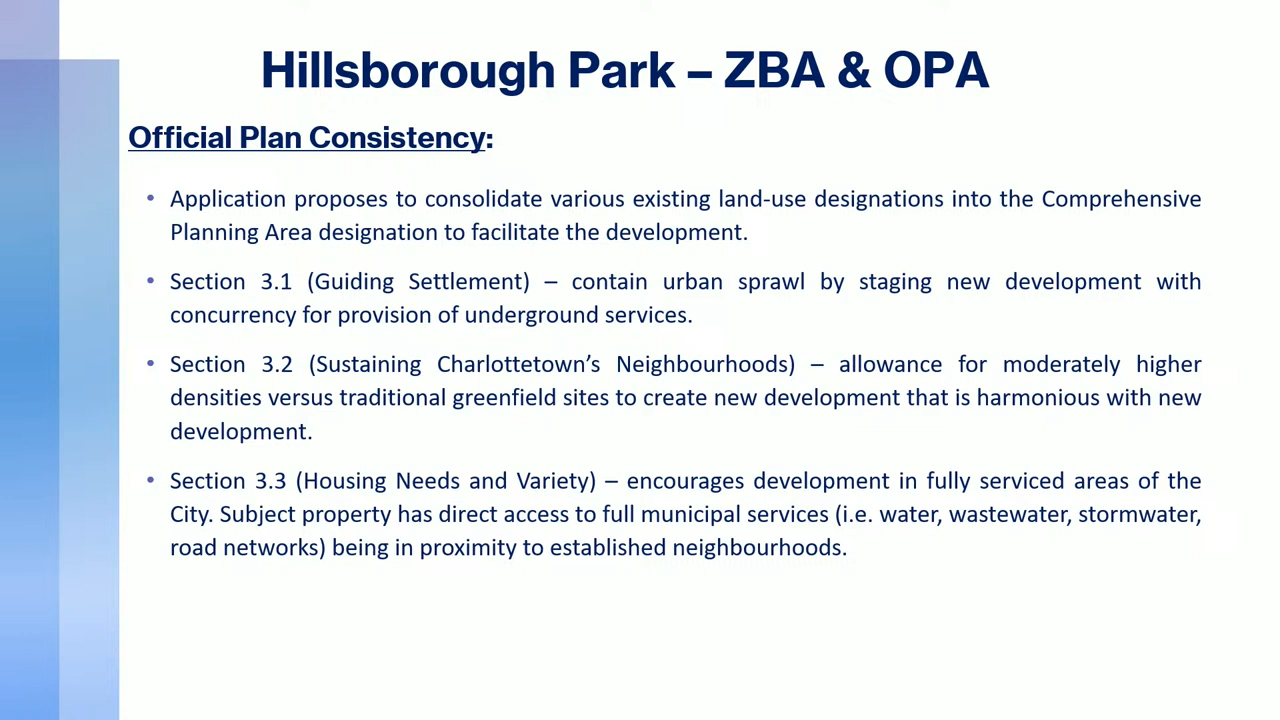 Hillsborough Park – ZBA & OPA
Official Plan Consistency:
• Application proposes to consolidate various existing land-use designations into the Comprehensive
Planning Area designation to facilitate the development.
• Section 3.1 (Guiding Settlement) – contain urban sprawl by staging new development with
concurrency for provision of underground services.
• Section 3.2 (Sustaining Charlottetown’s Neighbourhoods) – allowance for moderately higher
densities versus traditional greenfield sites to create new development that is harmonious with new
development.
• Section 3.3 (Housing Needs and Variety) – encourages development in fully serviced areas of the
City. Subject property has direct access to full municipal services (i.e. water, wastewater, stormwater,
road networks) being in proximity to established neighbourhoods.